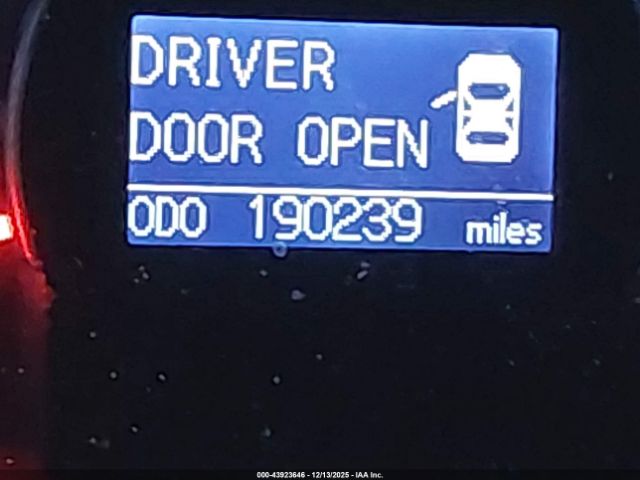 DRIVER
DOOR OPEN
ODO 190239 miles
000-43923646 - 12/13/2025 - IAA Inc.